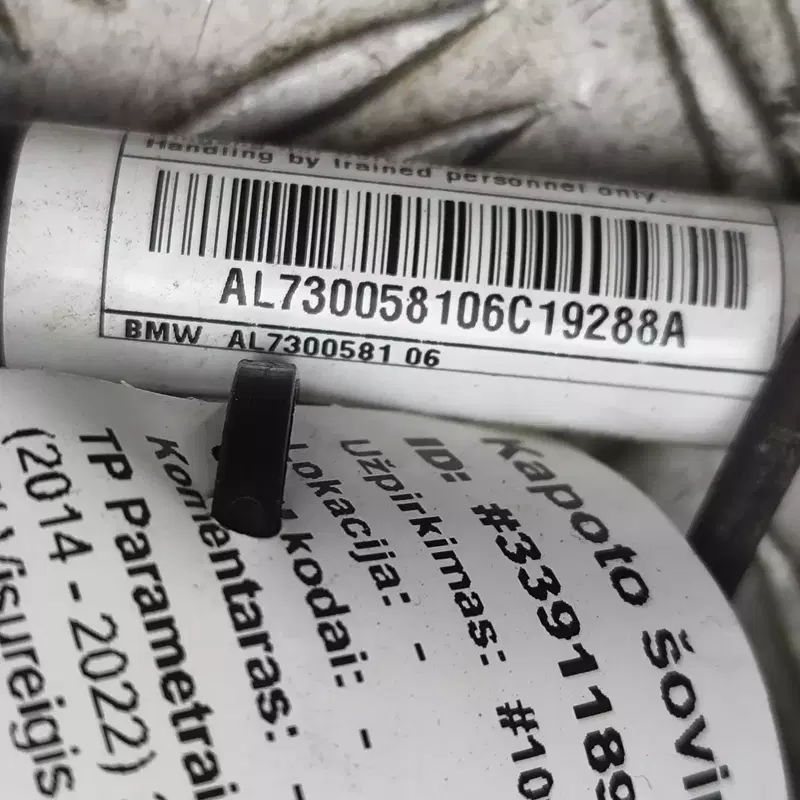 Handling by trained personnel only.
AL730058106C19288A
BMW AL7300581 06
Kapoto šovi
ID: #3391189
Užpirkimas: #10
Lokacija: -
kodai: -
Komentaras: -
TP Parametrai
(2014 - 2022)
Visureigis